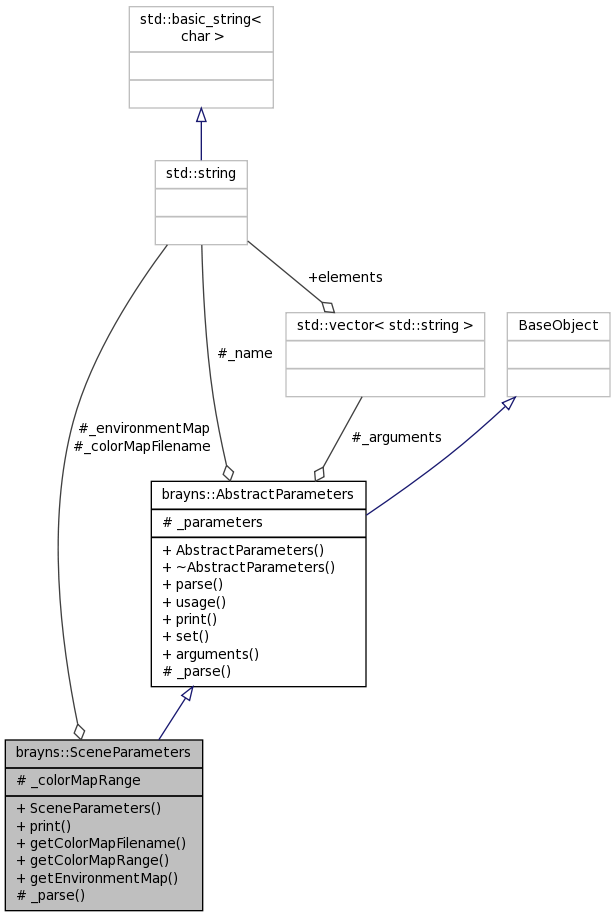 std::basic_string<
char >
std::string
+elements
std::vector< std::string >
BaseObject
#_name
#_environmentMap
#_colorMapFilename
#_arguments
brayns::AbstractParameters
# _parameters
+ AbstractParameters()
+ ~AbstractParameters()
+ parse()
+ usage()
+ print()
+ set()
+ arguments()
# _parse()
brayns::SceneParameters
# _colorMapRange
+ SceneParameters()
+ print()
+ getColorMapFilename()
+ getColorMapRange()
+ getEnvironmentMap()
# _parse()